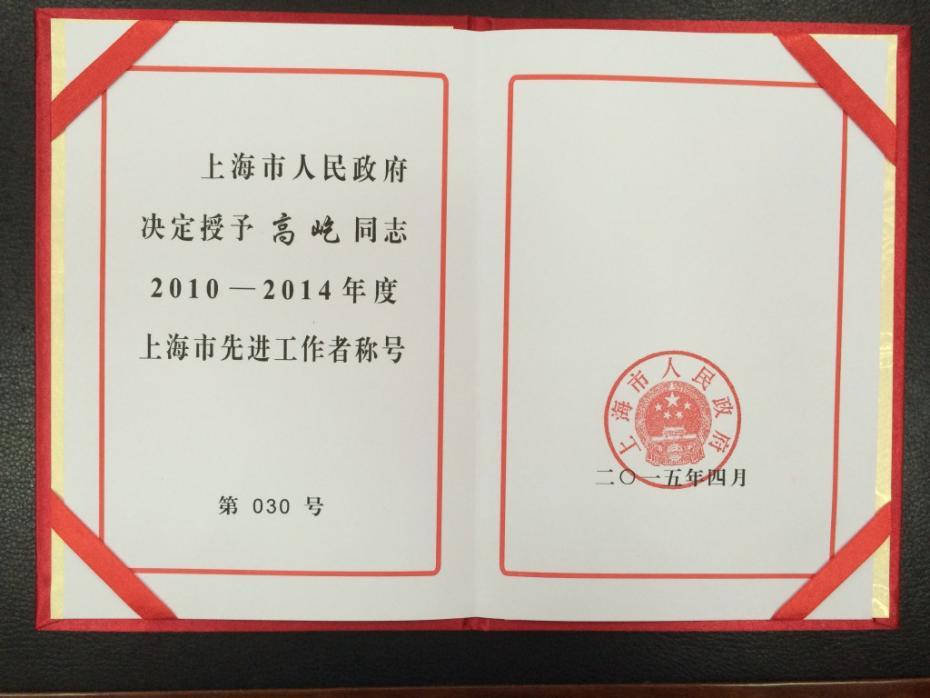 上海市人民政府
决定授予 高屹 同志
2010—2014年度
上海市先进工作者称号
第 030 号
上海市人民政府
二〇一五年四月